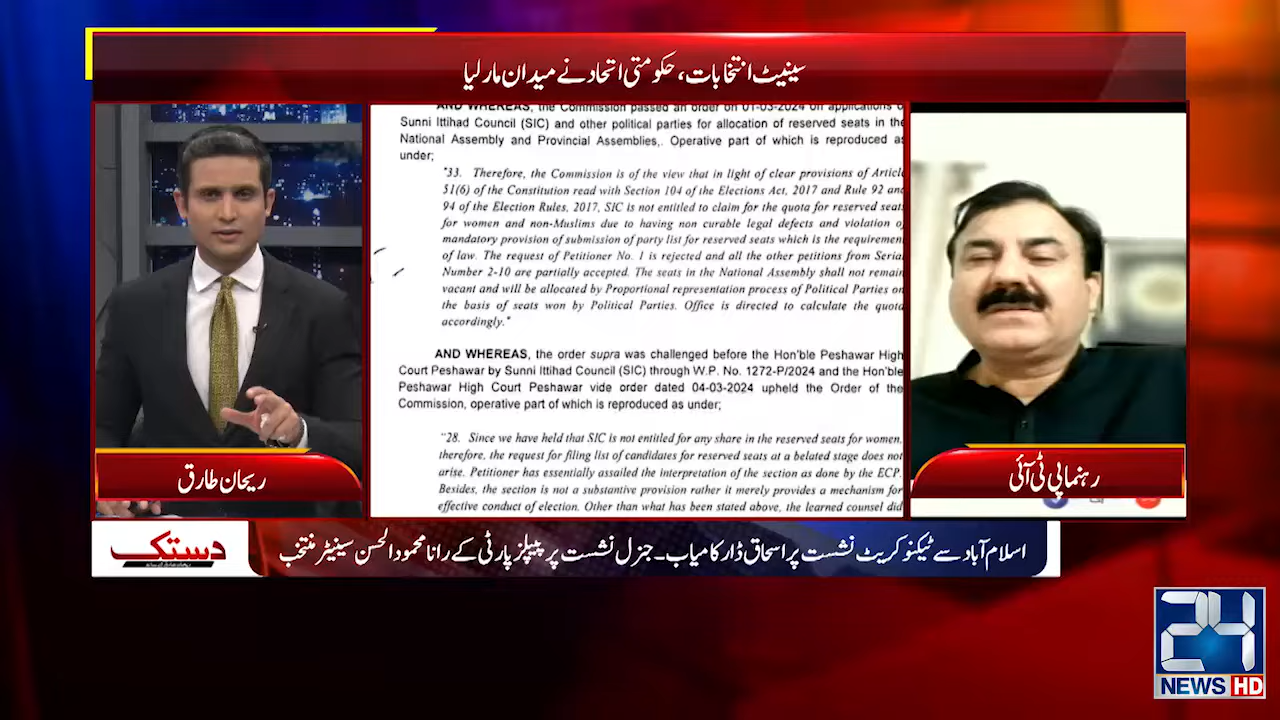 سینیٹ انتخابات، حکومتی اتحاد نے میدان مار لیا
AND WHEREAS, the Commission passed an order on 01-03-2024 on applications o
Sunni Ittihad Council (SIC) and other political parties for allocation of reserved seats in the
National Assembly and Provincial Assemblies,. Operative part of which is reproduced as
under;
"33. Therefore, the Commission is of the view that in light of clear provisions of Article
51(6) of the Constitution read with Section 104 of the Elections Act, 2017 and Rule 92 and
94 of the Election Rules, 2017, SIC is not entitled to claim for the quota for reserved seats
for women and non-Muslims due to having non curable legal defects and violation of
mandatory provision of submission of party list for reserved seats which is the requiremen
of law. The request of Petitioner No. 1 is rejected and all the other petitions from Serial
Number 2-10 are partially accepted. The seats in the National Assembly shall not remain
vacant and will be allocated by Proportional representation process of Political Parties on
the basis of seats won by Political Parties. Office is directed to calculate the quota
accordingly."
AND WHEREAS, the order supra was challenged before the Hon'ble Peshawar High
Court Peshawar by Sunni Ittihad Council (SIC) through W.P. No. 1272-P/2024 and the Hon'ble
Peshawar High Court Peshawar vide order dated 04-03-2024 upheld the Order of the
Commission, operative part of which is reproduced as under;
"28. Since we have held that SIC is not entitled for any share in the reserved seats for women,
therefore, the request for filing list of candidates for reserved seats at a belated stage does not
arise. Petitioner has essentially assailed the interpretation of the section as done by the ECP.
Besides, the section is not a substantive provision rather it merely provides a mechanism for
effective conduct of election. Other than what has been stated above, the learned counsel did
ریحان طارق
رہنما پی ٹی آئی
دستک
اسلام آباد سے ٹیکنوکریٹ نشست پر اسحاق ڈار کامیاب۔ جنرل نشست پر پیپلز پارٹی کے رانا محمود الحسن سینیٹر منتخب
24
NEWS HD